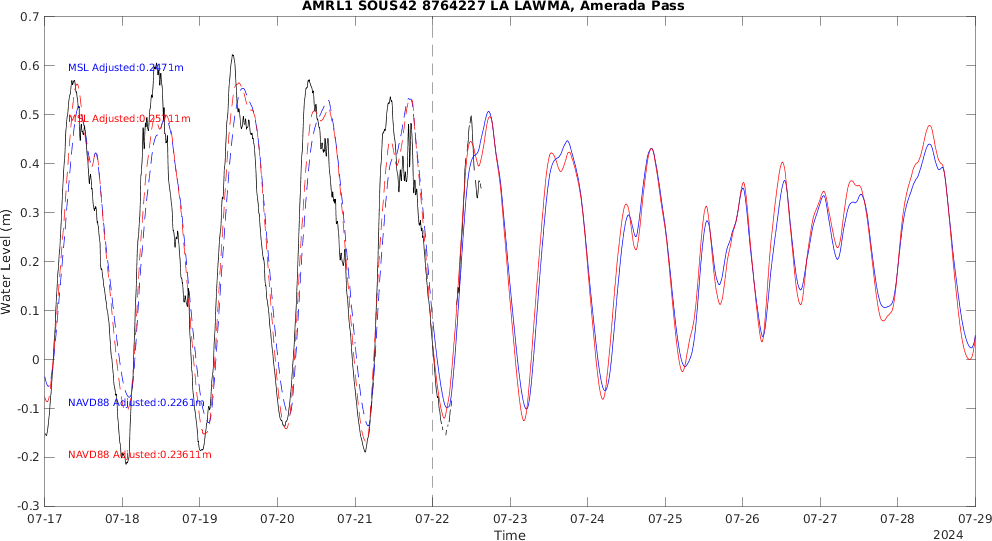 AMRL1 SOUS42 8764227 LA LAWMA, Amerada Pass
0.7
0.6
0.5
0.4
0.3
0.2
0.1
0
-0.1
-0.2
-0.3
Water Level (m)
MSL Adjusted:0.2471m
MSL Adjusted:0.25711m
NAVD88 Adjusted:0.2261m
NAVD88 Adjusted:0.23611m
07-17 07-18 07-19 07-20 07-21 07-22 07-23 07-24 07-25 07-26 07-27 07-28 07-29
Time
2024